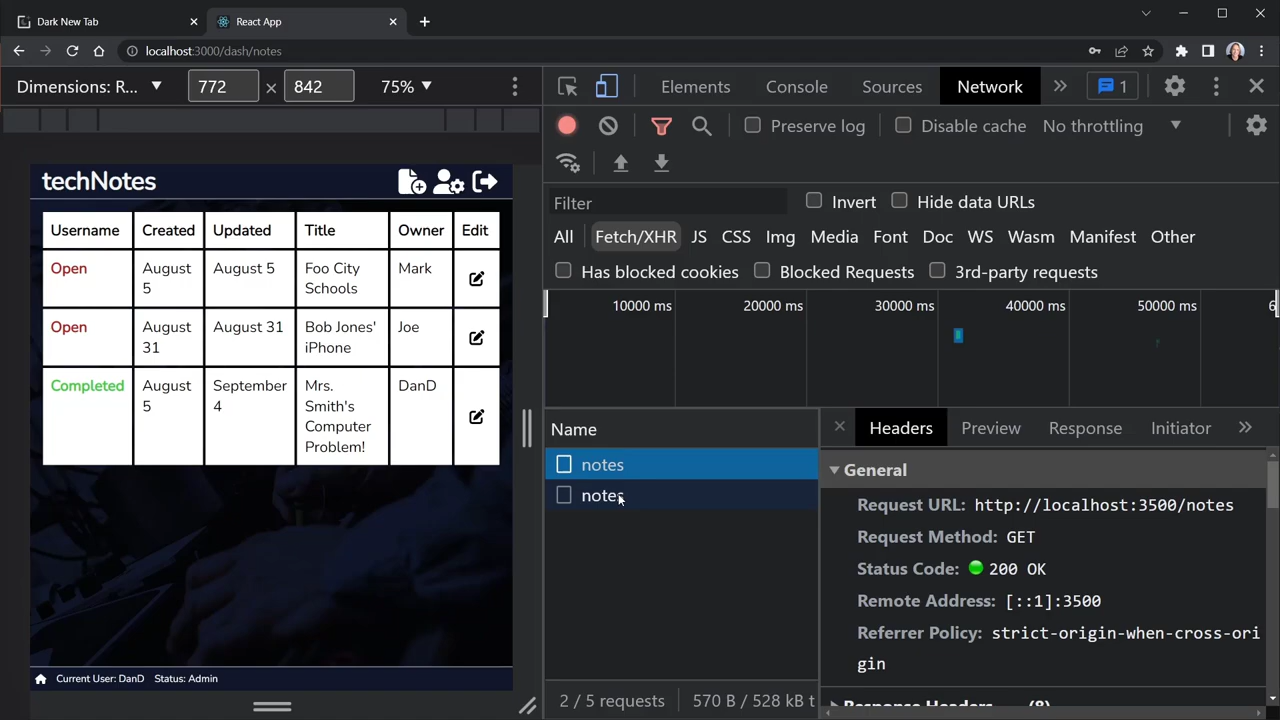 Dark New Tab
React App
localhost:3000/dash/notes
Dimensions: R... 772 × 842 75%
Elements Console Sources Network 1
Preserve log Disable cache No throttling
Filter Invert Hide data URLs
All Fetch/XHR JS CSS Img Media Font Doc WS Wasm Manifest Other
Has blocked cookies Blocked Requests 3rd-party requests
10000 ms 20000 ms 30000 ms 40000 ms 50000 ms 6
techNotes
Username Created Updated Title Owner Edit
Open August 5 August 5 Foo City Schools Mark
Open August 31 August 31 Bob Jones' iPhone Joe
Completed August 5 September 4 Mrs. Smith's Computer Problem! DanD
Current User: DanD Status: Admin
Name
notes
notes
2 / 5 requests 570 B / 528 kB t
Headers Preview Response Initiator
General
Request URL: http://localhost:3500/notes
Request Method: GET
Status Code: 200 OK
Remote Address: [::1]:3500
Referrer Policy: strict-origin-when-cross-ori
gin
Response Headers (8)